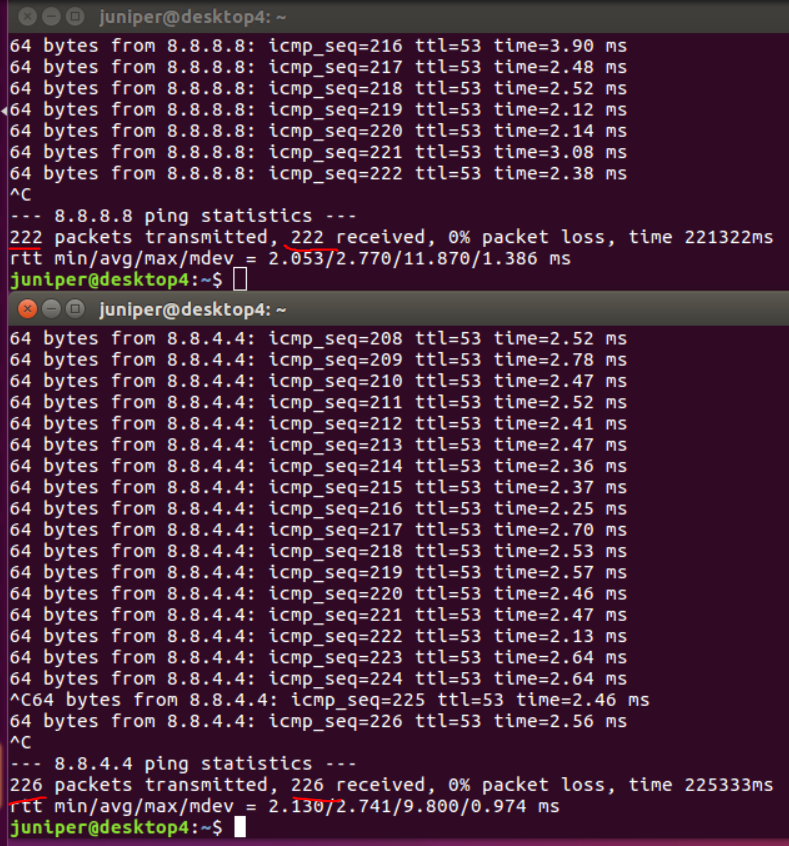 juniper@desktop4: ~
64 bytes from 8.8.8.8: icmp_seq=216 ttl=53 time=3.90 ms
64 bytes from 8.8.8.8: icmp_seq=217 ttl=53 time=2.48 ms
64 bytes from 8.8.8.8: icmp_seq=218 ttl=53 time=2.52 ms
64 bytes from 8.8.8.8: icmp_seq=219 ttl=53 time=2.12 ms
64 bytes from 8.8.8.8: icmp_seq=220 ttl=53 time=2.14 ms
64 bytes from 8.8.8.8: icmp_seq=221 ttl=53 time=3.08 ms
64 bytes from 8.8.8.8: icmp_seq=222 ttl=53 time=2.38 ms
^C
--- 8.8.8.8 ping statistics ---
222 packets transmitted, 222 received, 0% packet loss, time 221322ms
rtt min/avg/max/mdev = 2.053/2.770/11.870/1.386 ms
juniper@desktop4:~$
juniper@desktop4: ~
64 bytes from 8.8.4.4: icmp_seq=208 ttl=53 time=2.52 ms
64 bytes from 8.8.4.4: icmp_seq=209 ttl=53 time=2.78 ms
64 bytes from 8.8.4.4: icmp_seq=210 ttl=53 time=2.47 ms
64 bytes from 8.8.4.4: icmp_seq=211 ttl=53 time=2.52 ms
64 bytes from 8.8.4.4: icmp_seq=212 ttl=53 time=2.41 ms
64 bytes from 8.8.4.4: icmp_seq=213 ttl=53 time=2.47 ms
64 bytes from 8.8.4.4: icmp_seq=214 ttl=53 time=2.36 ms
64 bytes from 8.8.4.4: icmp_seq=215 ttl=53 time=2.37 ms
64 bytes from 8.8.4.4: icmp_seq=216 ttl=53 time=2.25 ms
64 bytes from 8.8.4.4: icmp_seq=217 ttl=53 time=2.70 ms
64 bytes from 8.8.4.4: icmp_seq=218 ttl=53 time=2.53 ms
64 bytes from 8.8.4.4: icmp_seq=219 ttl=53 time=2.57 ms
64 bytes from 8.8.4.4: icmp_seq=220 ttl=53 time=2.46 ms
64 bytes from 8.8.4.4: icmp_seq=221 ttl=53 time=2.47 ms
64 bytes from 8.8.4.4: icmp_seq=222 ttl=53 time=2.13 ms
64 bytes from 8.8.4.4: icmp_seq=223 ttl=53 time=2.64 ms
64 bytes from 8.8.4.4: icmp_seq=224 ttl=53 time=2.64 ms
^C64 bytes from 8.8.4.4: icmp_seq=225 ttl=53 time=2.46 ms
64 bytes from 8.8.4.4: icmp_seq=226 ttl=53 time=2.56 ms
^C
--- 8.8.4.4 ping statistics ---
226 packets transmitted, 226 received, 0% packet loss, time 225333ms
rtt min/avg/max/mdev = 2.130/2.741/9.800/0.974 ms
juniper@desktop4:~$